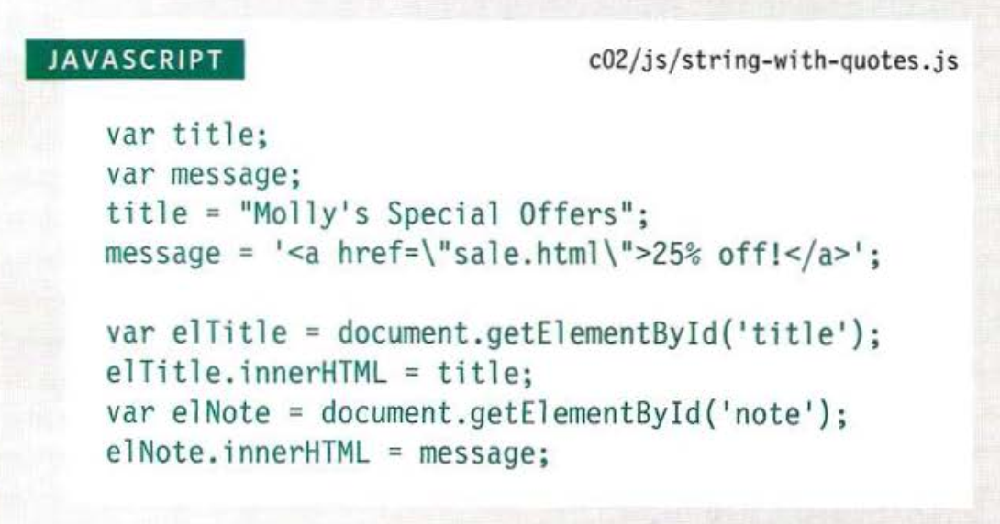 JAVASCRIPT c02/js/string-with-quotes.js
var title;
var message;
title = "Molly's Special Offers";
message = '<a href=\"sale.html\">25% off!</a>';
var elTitle = document.getElementById('title');
elTitle.innerHTML = title;
var elNote = document.getElementById('note');
elNote.innerHTML = message;